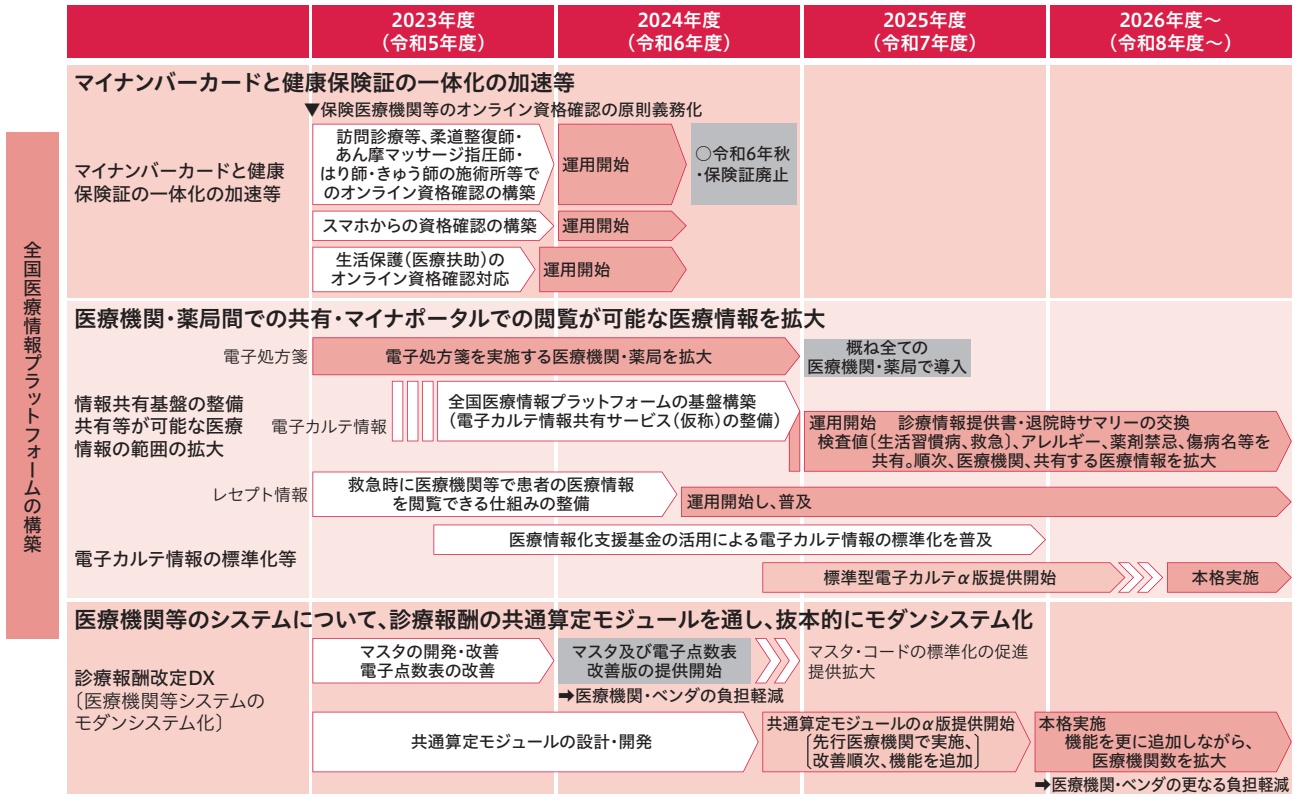 2023年度
（令和5年度）
2024年度
（令和6年度）
2025年度
（令和7年度）
2026年度～
（令和8年度～）
全国医療情報プラットフォームの構築
マイナンバーカードと健康保険証の一体化の加速等
▼保険医療機関等のオンライン資格確認の原則義務化
マイナンバーカードと健康
保険証の一体化の加速等
訪問診療等、柔道整復師・
あん摩マッサージ指圧師・
はり師・きゅう師の施術所等で
のオンライン資格確認の構築
運用開始
○令和6年秋
・保険証廃止
スマホからの資格確認の構築
運用開始
生活保護（医療扶助）の
オンライン資格確認対応
運用開始
医療機関・薬局間での共有・マイナポータルでの閲覧が可能な医療情報を拡大
電子処方箋
電子処方箋を実施する医療機関・薬局を拡大
概ね全ての
医療機関・薬局で導入
情報共有基盤の整備
共有等が可能な医療
情報の範囲の拡大
電子カルテ情報
全国医療情報プラットフォームの基盤構築
（電子カルテ情報共有サービス（仮称）の整備）
運用開始　診療情報提供書・退院時サマリーの交換
検査値〔生活習慣病、救急〕、アレルギー、薬剤禁忌、傷病名等を
共有。順次、医療機関、共有する医療情報を拡大
レセプト情報
救急時に医療機関等で患者の医療情報
を閲覧できる仕組みの整備
運用開始し、普及
電子カルテ情報の標準化等
医療情報化支援基金の活用による電子カルテ情報の標準化を普及
標準型電子カルテα版提供開始
本格実施
医療機関等のシステムについて、診療報酬の共通算定モジュールを通し、抜本的にモダンシステム化
診療報酬改定DX
〔医療機関等システムの
モダンシステム化〕
マスタの開発・改善
電子点数表の改善
マスタ及び電子点数表
改善版の提供開始
➡医療機関・ベンダの負担軽減
マスタ・コードの標準化の促進
提供拡大
共通算定モジュールの設計・開発
共通算定モジュールのα版提供開始
〔先行医療機関で実施、
改善順次、機能を追加〕
本格実施
機能を更に追加しながら、
医療機関数を拡大
➡医療機関・ベンダの更なる負担軽減